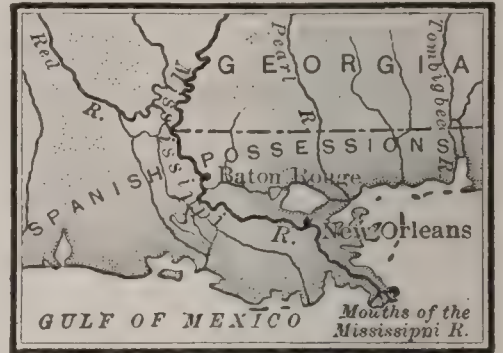 Red R.
Mississippi R.
GEORGIA
Pearl R.
Tombigbee R.
SPANISH POSSESSIONS
Baton Rouge
New Orleans
GULF OF MEXICO
Mouths of the
Mississippi R.